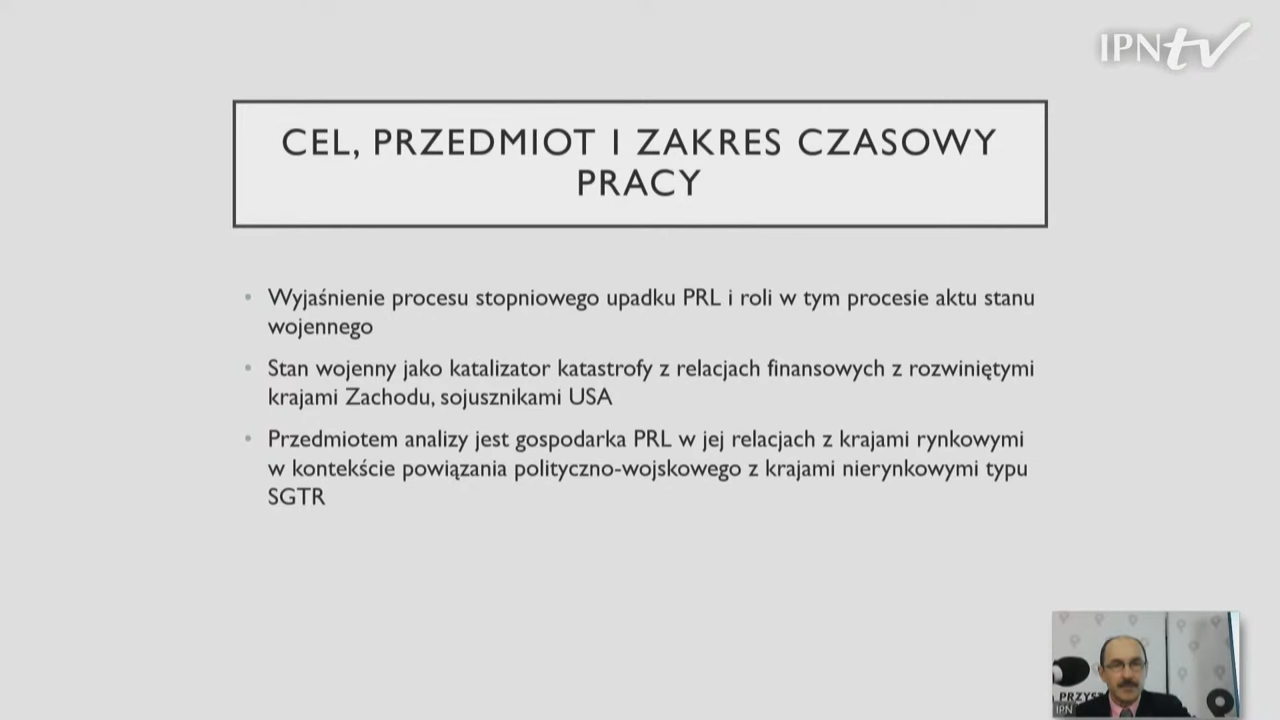 IPNtv
CEL, PRZEDMIOT I ZAKRES CZASOWY
PRACY
• Wyjaśnienie procesu stopniowego upadku PRL i roli w tym procesie aktu stanu
wojennego
• Stan wojenny jako katalizator katastrofy z relacjach finansowych z rozwiniętymi
krajami Zachodu, sojusznikami USA
• Przedmiotem analizy jest gospodarka PRL w jej relacjach z krajami rynkowymi
w kontekście powiązania polityczno-wojskowego z krajami nierynkowymi typu
SGTR
PRZYS
IPN